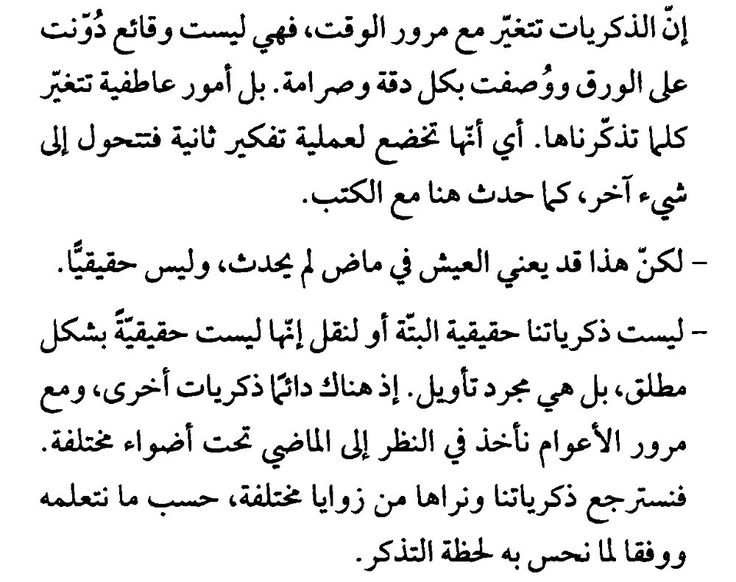 إنّ الذكريات تتغيّر مع مرور الوقت، فهي ليست وقائع دُوّنت
على الورق ووُصفت بكل دقة وصرامة. بل أمور عاطفية تتغيّر
كلما تذكّرناها. أي أنّها تخضع لعملية تفكير ثانية فتتحول إلى
شيء آخر، كما حدث هنا مع الكتب.
- لكنّ هذا قد يعني العيش في ماض لم يحدث، وليس حقيقيًّا.
- ليست ذكرياتنا حقيقية البتّة أو لنقل إنّها ليست حقيقيّةً بشكل
مطلق، بل هي مجرد تأويل. إذ هناك دائمًا ذكريات أخرى، ومع
مرور الأعوام نأخذ في النظر إلى الماضي تحت أضواء مختلفة.
فنسترجع ذكرياتنا ونراها من زوايا مختلفة، حسب ما نتعلمه
ووفقا لما نحس به لحظة التذكر.